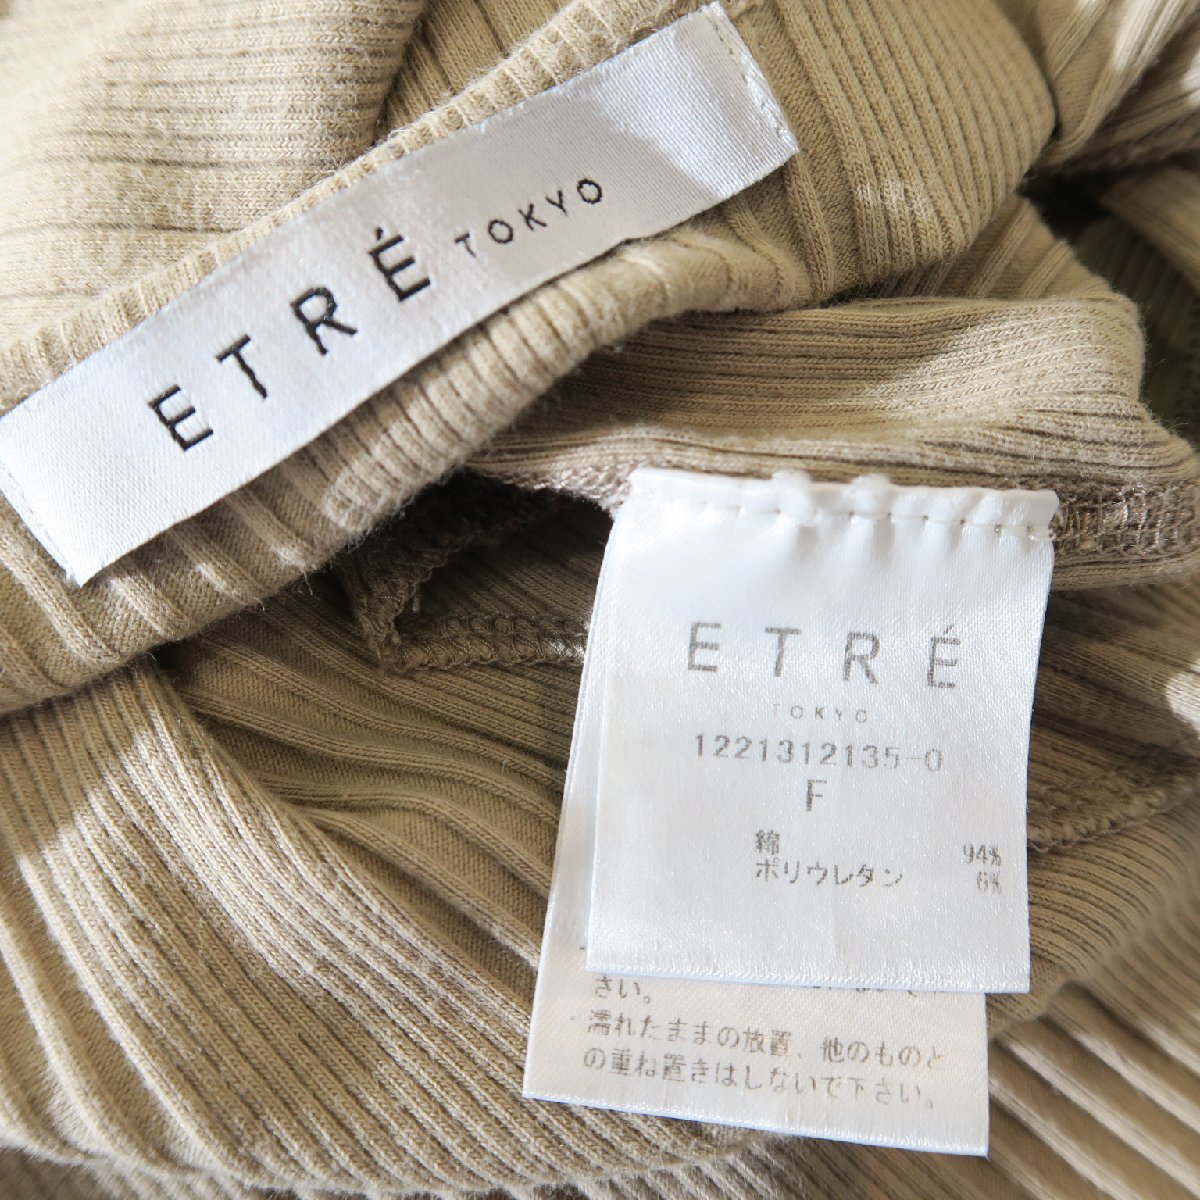 ETRÉ TOKYO
ETRÉ
TOKYO
1221312135-0
F
綿 94%
ポリウレタン 6%
さい。
・濡れたままの放置、他のものと
の重ね置きはしないで下さい。